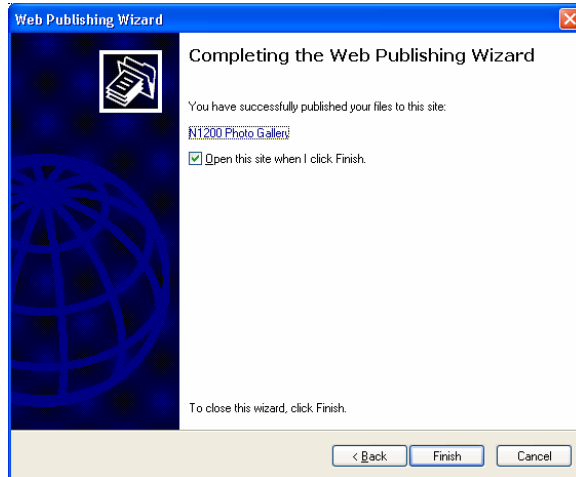 Web Publishing Wizard
Completing the Web Publishing Wizard
You have successfully published your files to this site:
N1200 Photo Gallery
Open this site when I click Finish.
To close this wizard, click Finish.
< Back
Finish
Cancel